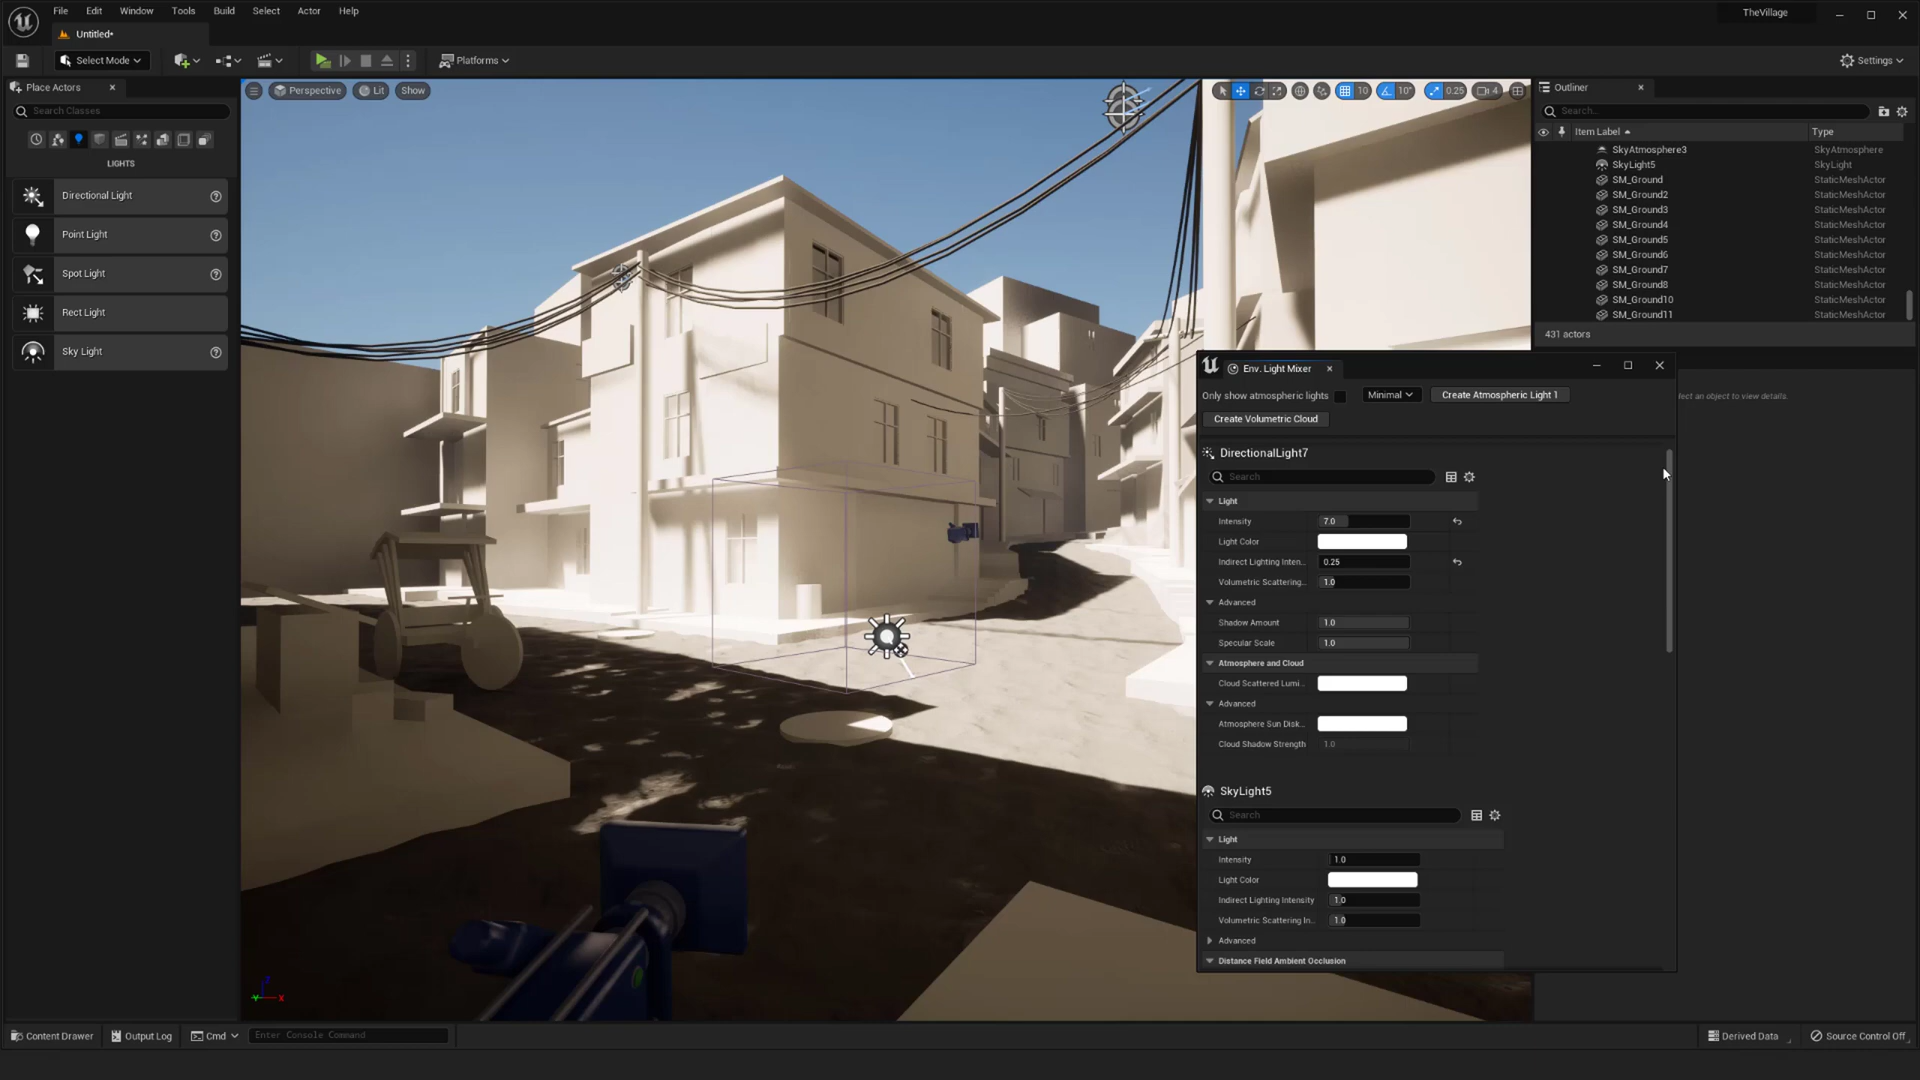 File Edit Window Tools Build Select Actor Help
TheVillage
Untitled*
Select Mode
Platforms
Settings
Place Actors
Search Classes
LIGHTS
Directional Light
Point Light
Spot Light
Rect Light
Sky Light
Perspective Lit Show
10 10° 0.25 4
Outliner
Search...
Item Label Type
SkyAtmosphere3 SkyAtmosphere
SkyLight5 SkyLight
SM_Ground StaticMeshActor
SM_Ground2 StaticMeshActor
SM_Ground3 StaticMeshActor
SM_Ground4 StaticMeshActor
SM_Ground5 StaticMeshActor
SM_Ground6 StaticMeshActor
SM_Ground7 StaticMeshActor
SM_Ground8 StaticMeshActor
SM_Ground10 StaticMeshActor
SM_Ground11 StaticMeshActor
431 actors
Env. Light Mixer
Only show atmospheric lights Minimal Create Atmospheric Light 1
Create Volumetric Cloud
lect an object to view details.
DirectionalLight7
Search
Light
Intensity 7.0
Light Color
Indirect Lighting Inten.. 0.25
Volumetric Scattering.. 1.0
Advanced
Shadow Amount 1.0
Specular Scale 1.0
Atmosphere and Cloud
Cloud Scattered Lumi..
Advanced
Atmosphere Sun Disk..
Cloud Shadow Strength 1.0
SkyLight5
Search
Light
Intensity 1.0
Light Color
Indirect Lighting Intensity 1.0
Volumetric Scattering In.. 1.0
Advanced
Distance Field Ambient Occlusion
Z
Y X
Content Drawer Output Log Cmd Enter Console Command
Derived Data Source Control Off